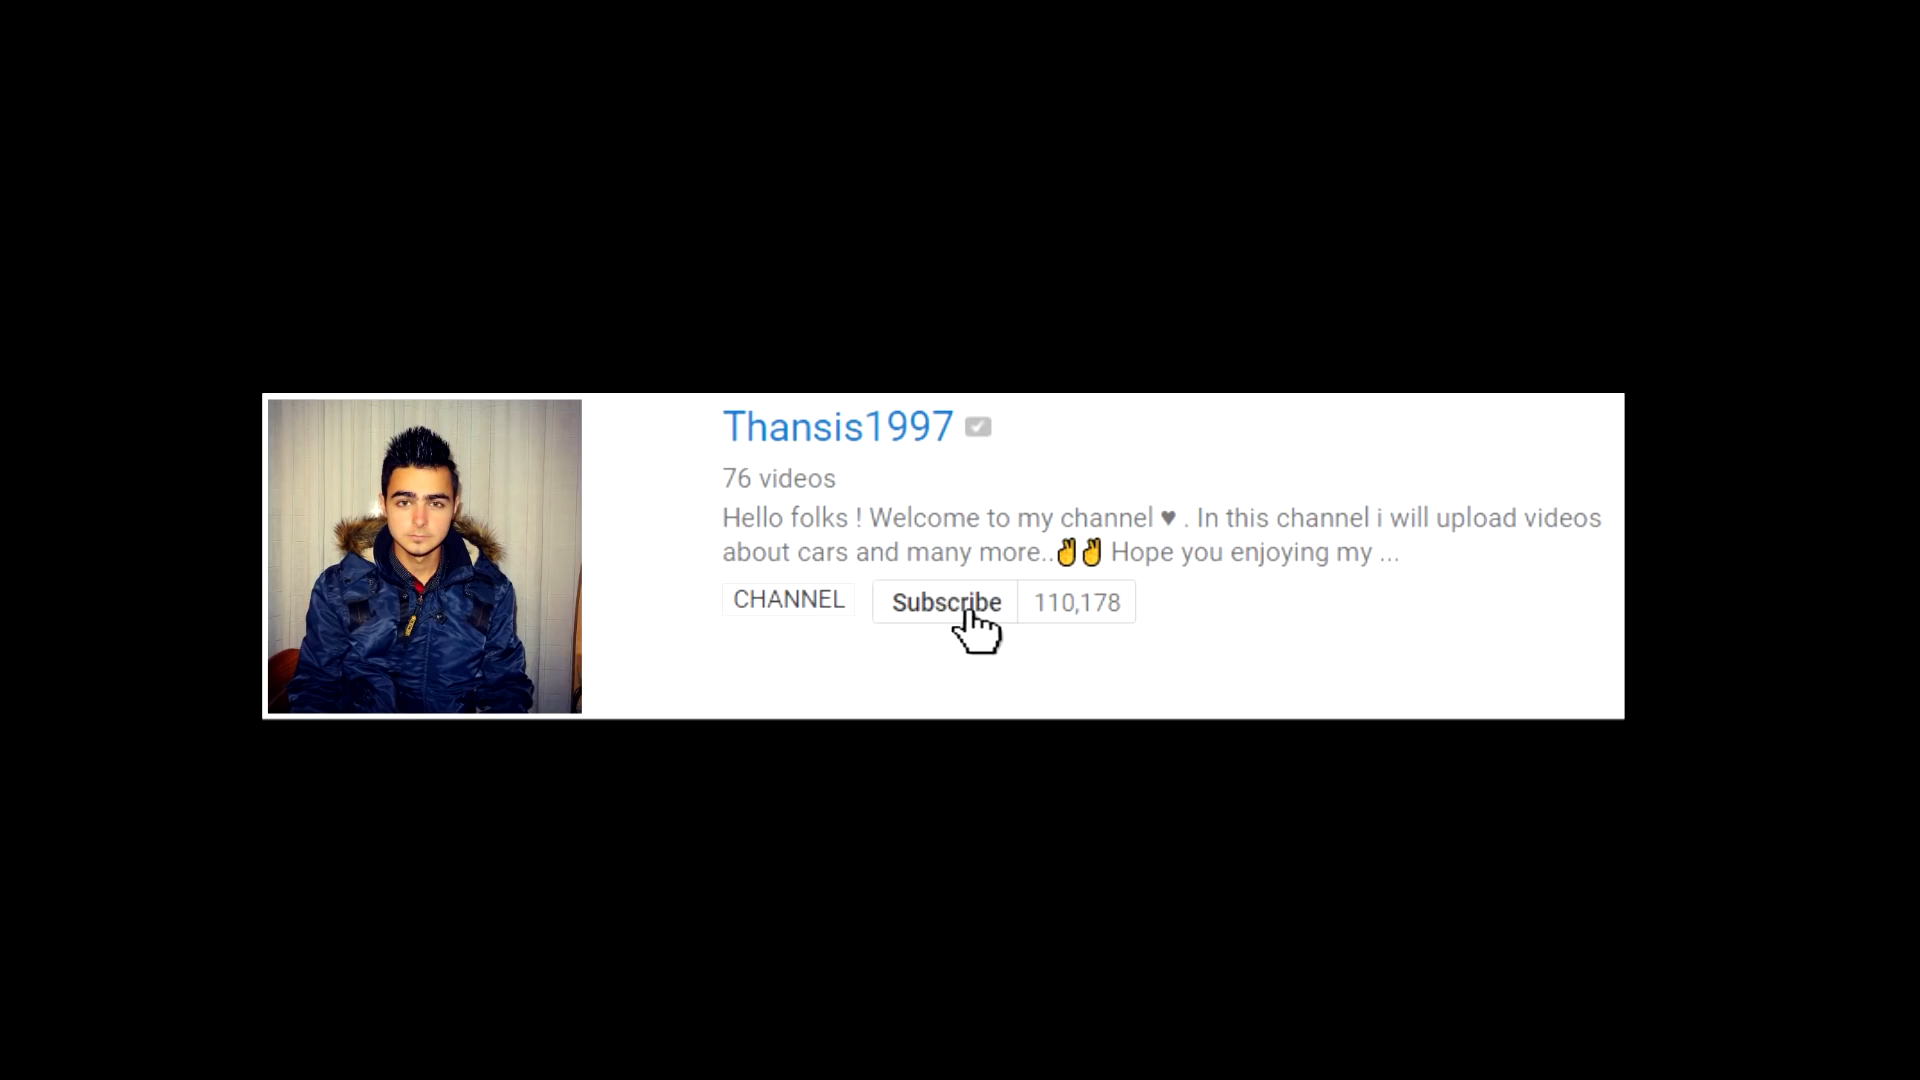 Thansis1997
76 videos
Hello folks ! Welcome to my channel ♥ . In this channel i will upload videos
about cars and many more..✌✌ Hope you enjoying my ...
CHANNEL Subscribe 110,178